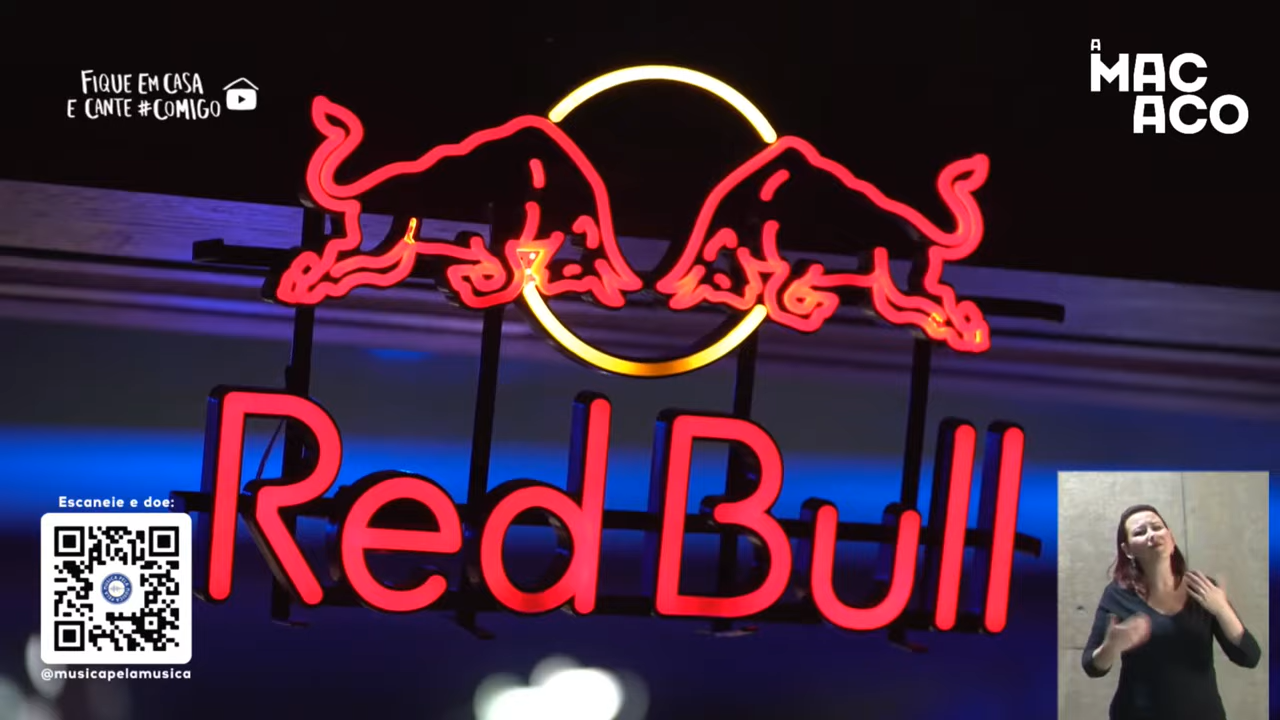 FIQUE EM CASA
E CANTE #COMIGO
A
MAC
ACO
Red Bull
Escaneie e doe:
@musicapelamusica